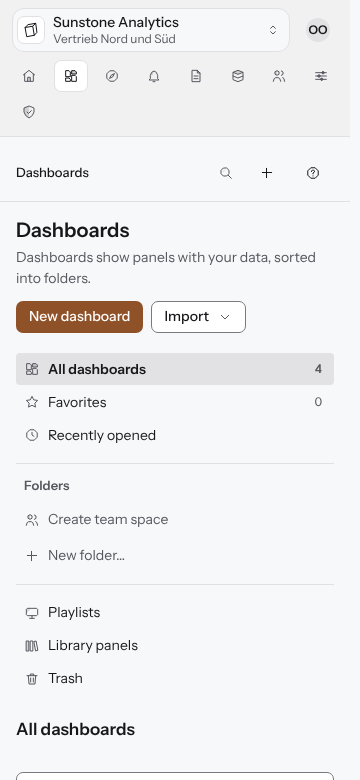 Sunstone Analytics
Vertrieb Nord und Süd
OO
Dashboards
Dashboards
Dashboards show panels with your data, sorted
into folders.
New dashboard
Import
All dashboards 4
Favorites 0
Recently opened
Folders
Create team space
New folder...
Playlists
Library panels
Trash
All dashboards